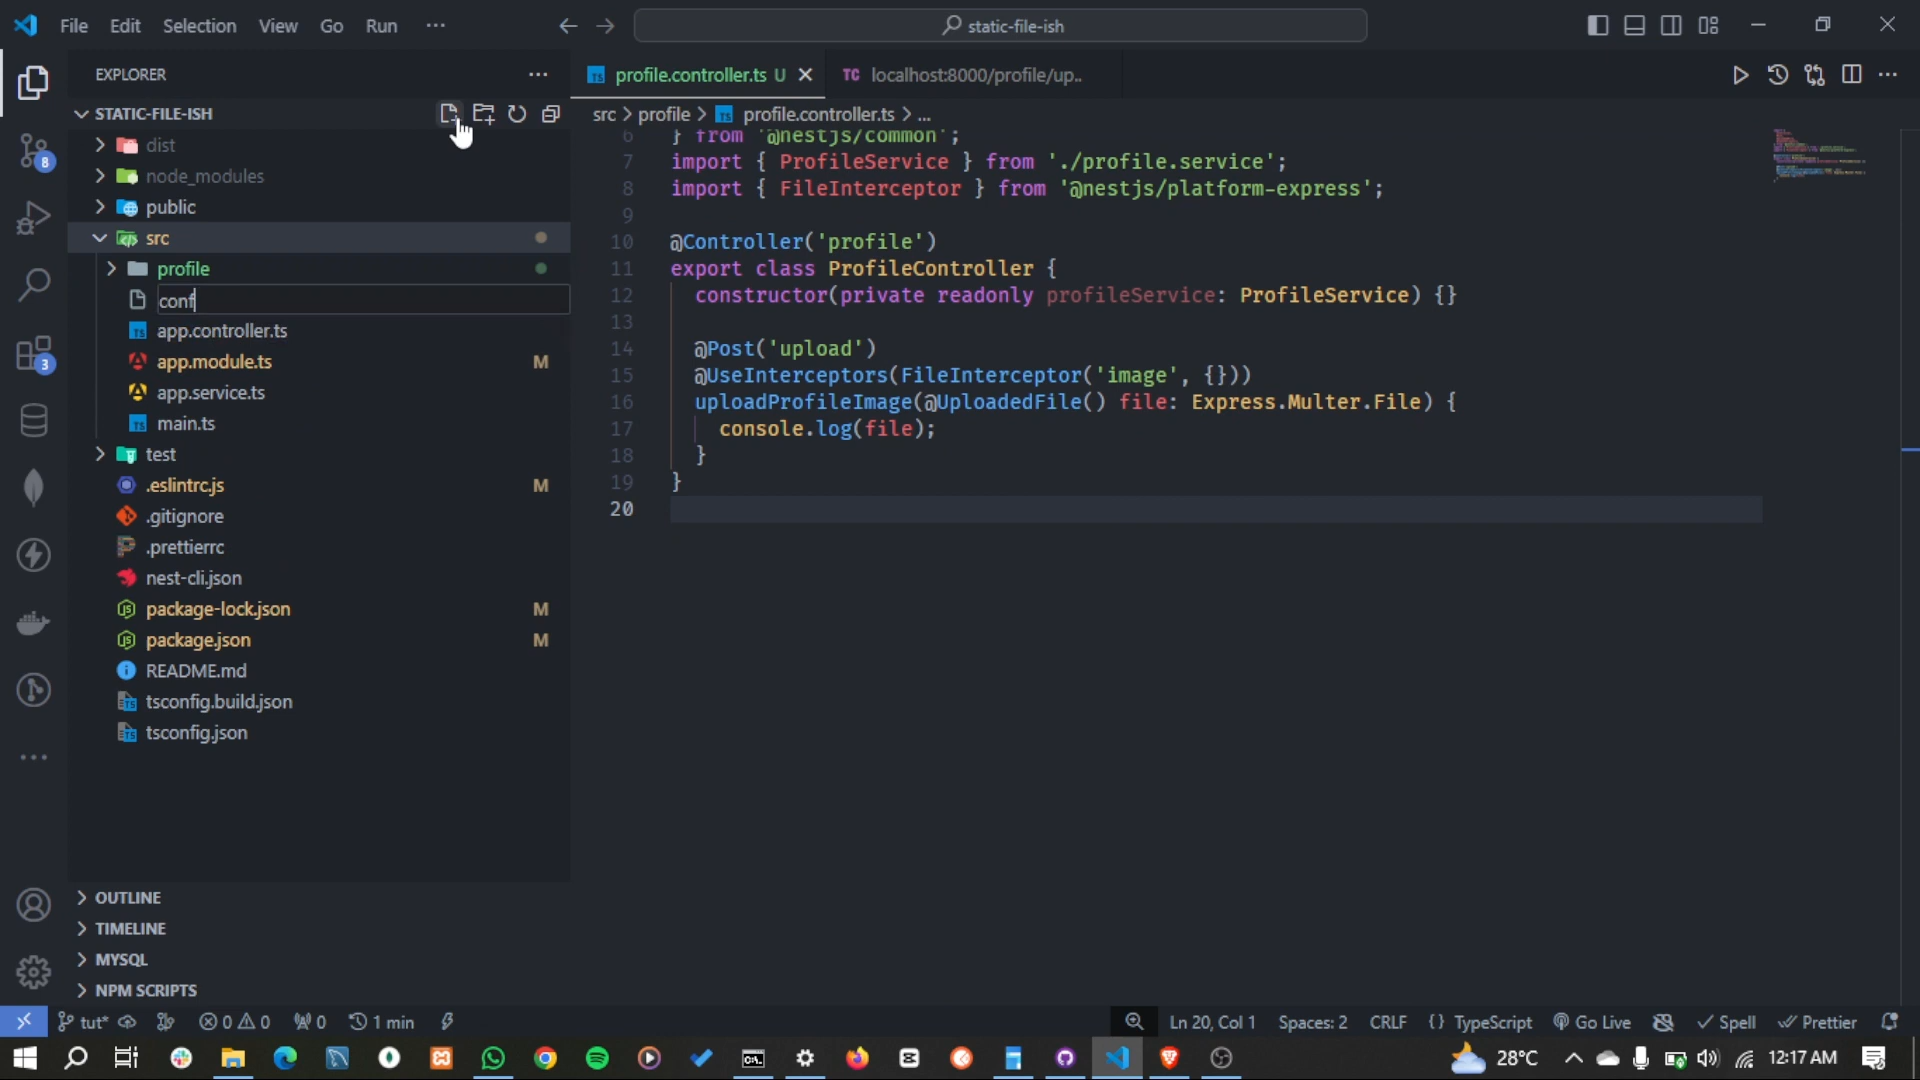 File Edit Selection View Go Run ...
static-file-ish
EXPLORER
STATIC-FILE-ISH
dist
node_modules
public
src
profile
conf
app.controller.ts
app.module.ts M
app.service.ts
main.ts
test
.eslintrc.js M
.gitignore
.prettierrc
nest-cli.json
package-lock.json M
package.json M
README.md
tsconfig.build.json
tsconfig.json
OUTLINE
TIMELINE
MYSQL
NPM SCRIPTS
8
3
TS profile.controller.ts U
TC localhost:8000/profile/up..
src > profile > TS profile.controller.ts > ...
6 } from '@nestjs/common';
7 import { ProfileService } from './profile.service';
8 import { FileInterceptor } from '@nestjs/platform-express';
9
10 @Controller('profile')
11 export class ProfileController {
12 constructor(private readonly profileService: ProfileService) {}
13
14 @Post('upload')
15 @UseInterceptors(FileInterceptor('image', {}))
16 uploadProfileImage(@UploadedFile() file: Express.Multer.File) {
17 console.log(file);
18 }
19 }
20
tut* 0 0 0 1 min
Ln 20, Col 1 Spaces: 2 CRLF {} TypeScript Go Live Spell Prettier
28°C 12:17 AM